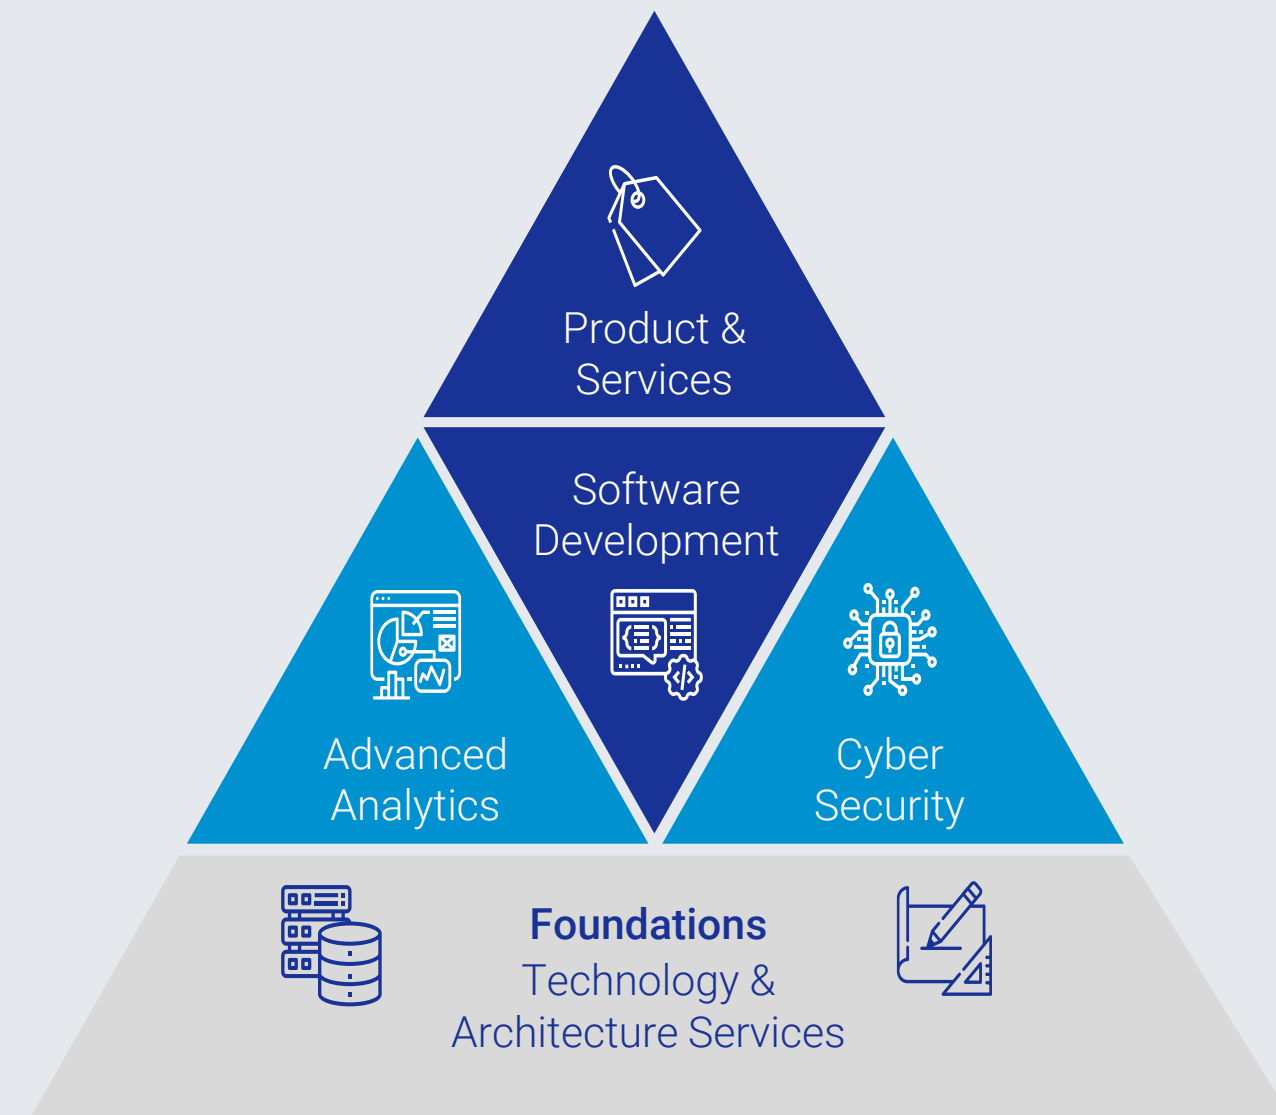 Product &
Services
Software
Development
Advanced
Analytics
Cyber
Security
Foundations
Technology &
Architecture Services